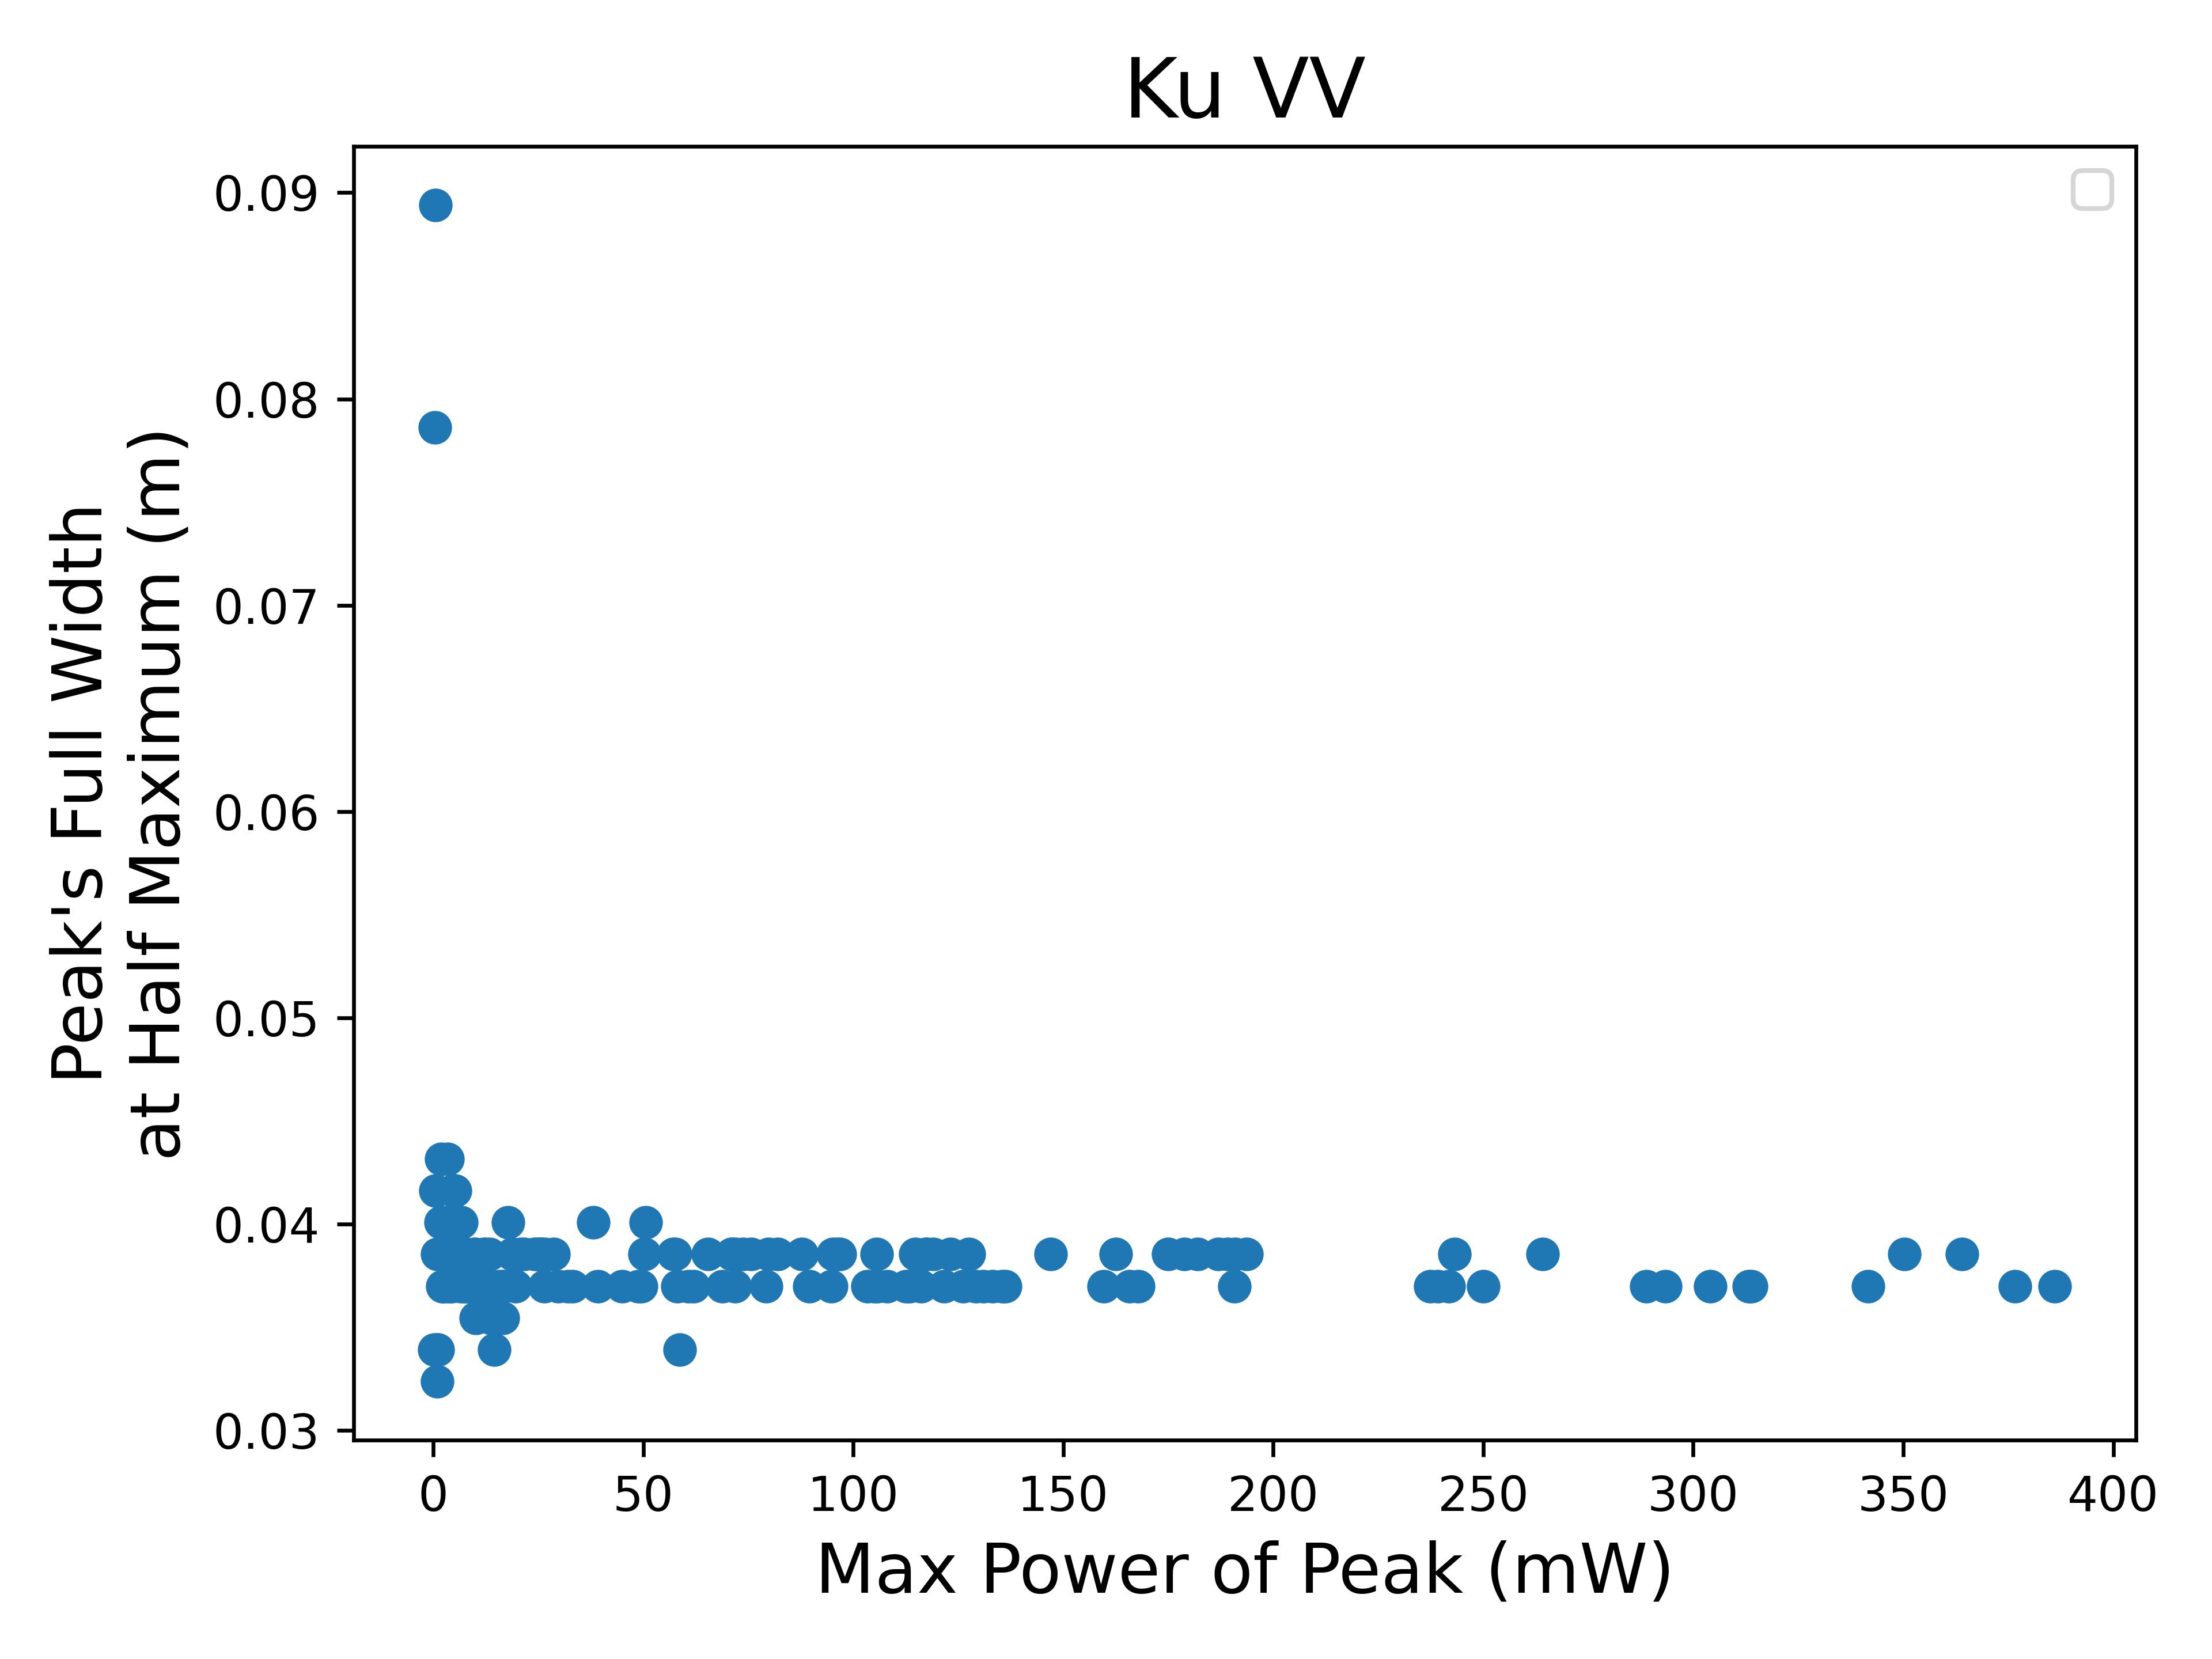 Ku VV
0.09
0.08
0.07
0.06
0.05
0.04
0.03
Peak's Full Width
at Half Maximum (m)
0 50 100 150 200 250 300 350 400
Max Power of Peak (mW)